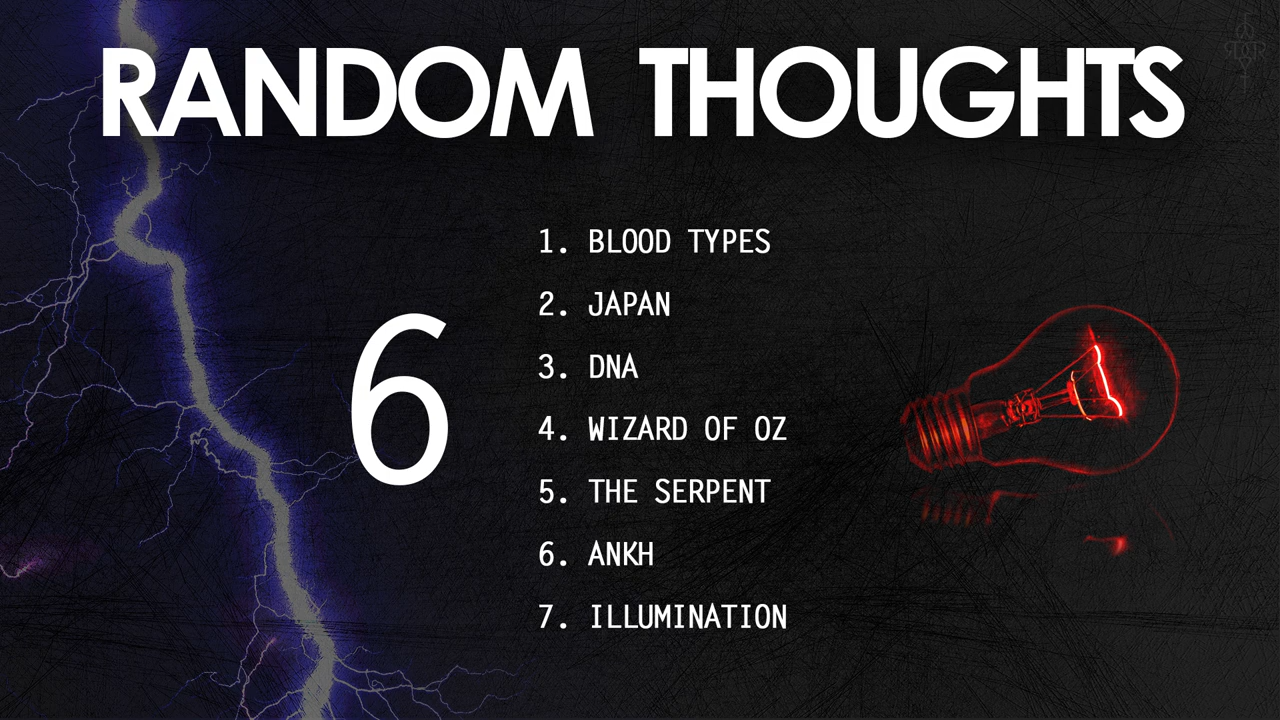 RANDOM THOUGHTS
6
1. BLOOD TYPES
2. JAPAN
3. DNA
4. WIZARD OF OZ
5. THE SERPENT
6. ANKH
7. ILLUMINATION